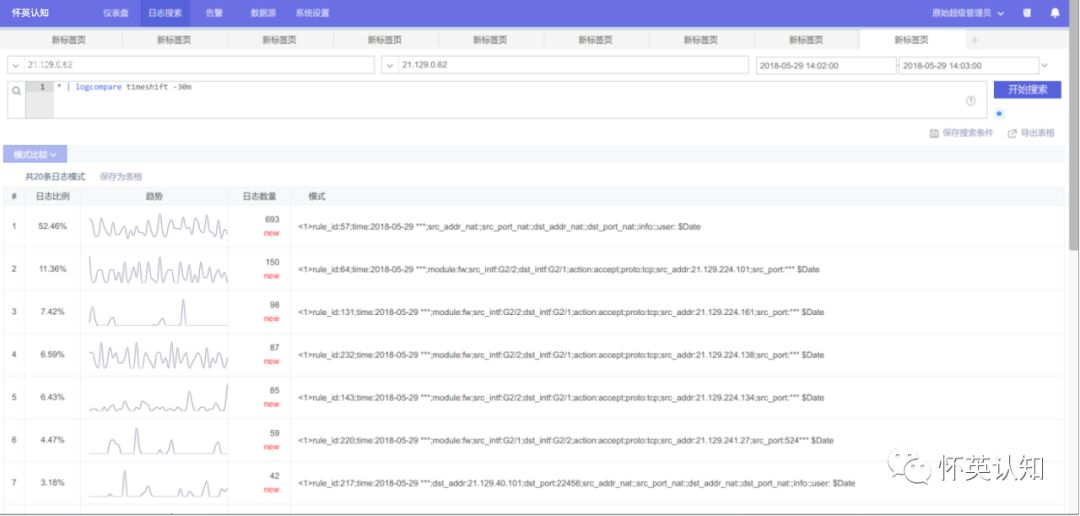 怀英认知 仪表盘 日志搜索 告警 数据源 系统设置 原始超级管理员
新标签页 新标签页 新标签页 新标签页 新标签页 新标签页 新标签页 新标签页 新标签页 +
21.129.0.62 21.129.0.62 2018-05-29 14:02:00 - 2018-05-29 14:03:00
1 * | logcompare timeshift -30m 开始搜索
保存搜索条件 导出表格
模式比较
共20条日志模式 保存为表格
# 日志比例 趋势 日志数量 模式
1 52.46% 693 new <1>rule_id:57;time:2018-05-29 ***;src_addr_nat:;src_port_nat:;dst_addr_nat:;dst_port_nat:;info:;user: $Date
2 11.36% 150 new <1>rule_id:64;time:2018-05-29 ***;module:fw;src_intf:G2/2;dst_intf:G2/1;action:accept;proto:tcp;src_addr:21.129.224.101;src_port:*** $Date
3 7.42% 98 new <1>rule_id:131;time:2018-05-29 ***;module:fw;src_intf:G2/2;dst_intf:G2/1;action:accept;proto:tcp;src_addr:21.129.224.161;src_port:*** $Date
4 6.59% 87 new <1>rule_id:232;time:2018-05-29 ***;module:fw;src_intf:G2/2;dst_intf:G2/1;action:accept;proto:tcp;src_addr:21.129.224.138;src_port:*** $Date
5 6.43% 85 new <1>rule_id:143;time:2018-05-29 ***;module:fw;src_intf:G2/2;dst_intf:G2/1;action:accept;proto:tcp;src_addr:21.129.224.134;src_port:*** $Date
6 4.47% 59 new <1>rule_id:220;time:2018-05-29 ***;module:fw;src_intf:G2/1;dst_intf:G2/2;action:accept;proto:tcp;src_addr:21.129.241.27;src_port:524*** $Date
7 3.18% 42 new <1>rule_id:217;time:2018-05-29 ***;dst_addr:21.129.40.101;dst_port:22456;src_addr_nat:;src_port_nat:;dst_addr_nat:;dst_port_nat:;info:;user: $Date
怀英认知